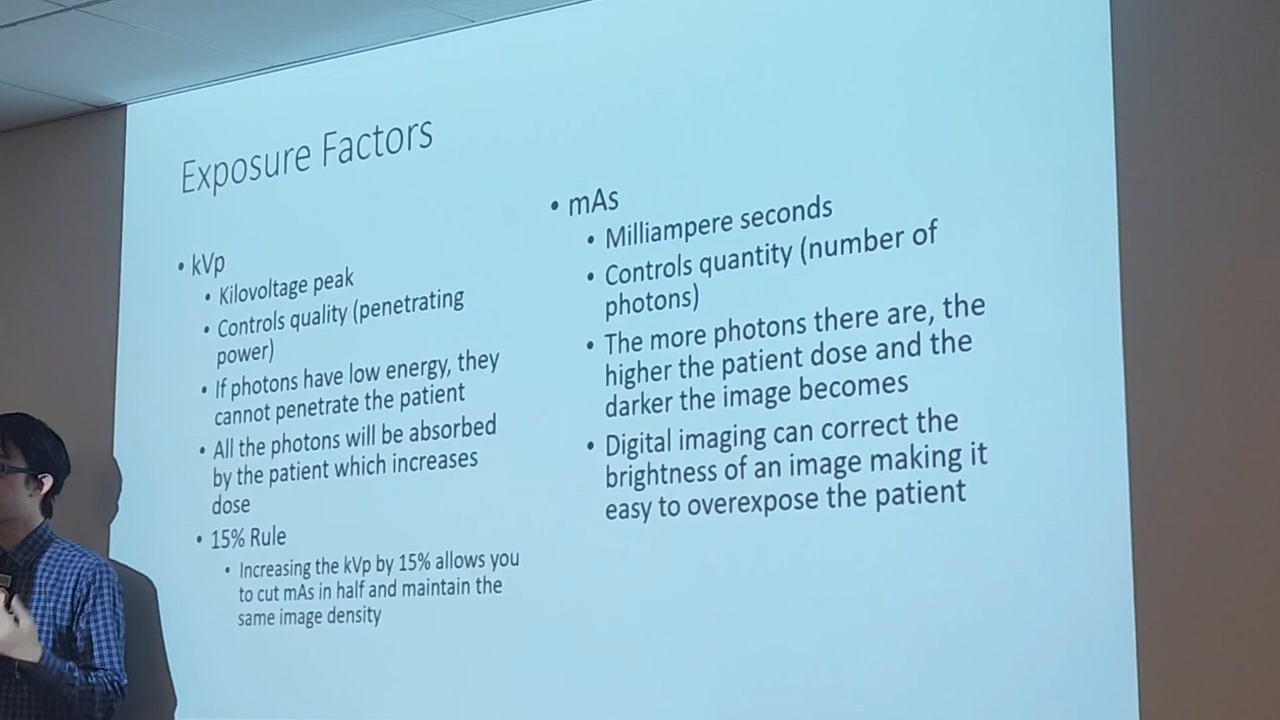 Exposure Factors
• kVp
• Kilovoltage peak
• Controls quality (penetrating
power)
• If photons have low energy, they
cannot penetrate the patient
• All the photons will be absorbed
by the patient which increases
dose
• 15% Rule
• Increasing the kVp by 15% allows you
to cut mAs in half and maintain the
same image density
• mAs
• Milliampere seconds
• Controls quantity (number of
photons)
• The more photons there are, the
higher the patient dose and the
darker the image becomes
• Digital imaging can correct the
brightness of an image making it
easy to overexpose the patient